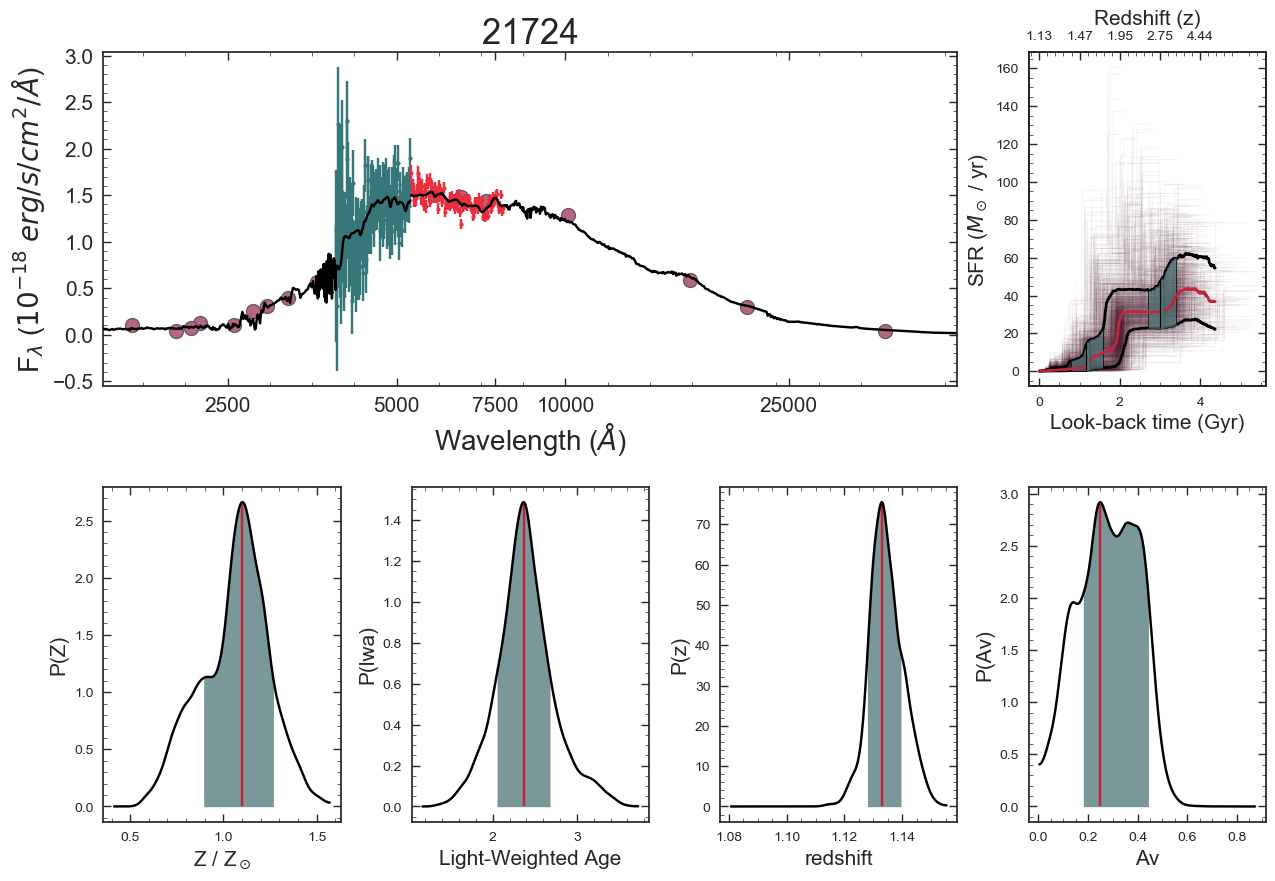 21724
F_λ (10^−18 erg/s/cm^2/Å)
3.0
2.5
2.0
1.5
1.0
0.5
0.0
−0.5
2500 5000 7500 10000 25000
Wavelength (Å)
Redshift (z)
1.13 1.47 1.95 2.75 4.44
SFR (M_⊙ / yr)
160
140
120
100
80
60
40
20
0
0 2 4
Look-back time (Gyr)
P(Z)
2.5
2.0
1.5
1.0
0.5
0.0
0.5 1.0 1.5
Z / Z_⊙
P(lwa)
1.4
1.2
1.0
0.8
0.6
0.4
0.2
0.0
2 3
Light-Weighted Age
P(z)
70
60
50
40
30
20
10
0
1.08 1.10 1.12 1.14
redshift
P(Av)
3.0
2.5
2.0
1.5
1.0
0.5
0.0
0.0 0.2 0.4 0.6 0.8
Av